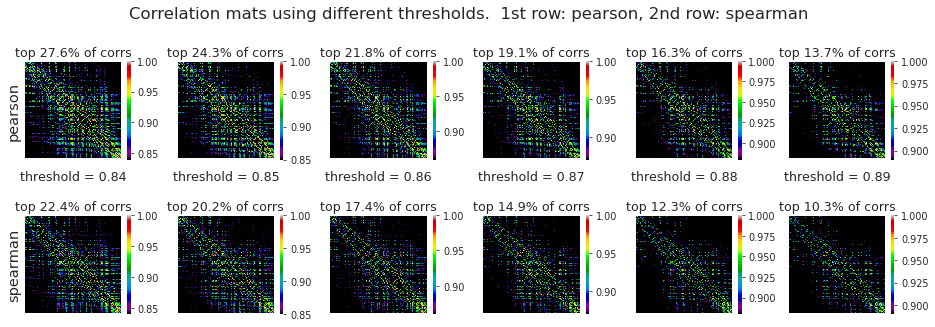 Correlation mats using different thresholds.  1st row: pearson, 2nd row: spearman
top 27.6% of corrs top 24.3% of corrs top 21.8% of corrs top 19.1% of corrs top 16.3% of corrs top 13.7% of corrs
pearson
1.00 0.95 0.90 0.85
1.00 0.95 0.90 0.85
1.00 0.95 0.90
1.00 0.95 0.90
1.000 0.975 0.950 0.925 0.900
1.000 0.975 0.950 0.925 0.900
threshold = 0.84 threshold = 0.85 threshold = 0.86 threshold = 0.87 threshold = 0.88 threshold = 0.89
top 22.4% of corrs top 20.2% of corrs top 17.4% of corrs top 14.9% of corrs top 12.3% of corrs top 10.3% of corrs
spearman
1.00 0.95 0.90 0.85
1.00 0.95 0.90 0.85
1.00 0.95 0.90
1.00 0.95 0.90
1.000 0.975 0.950 0.925 0.900
1.000 0.975 0.950 0.925 0.900